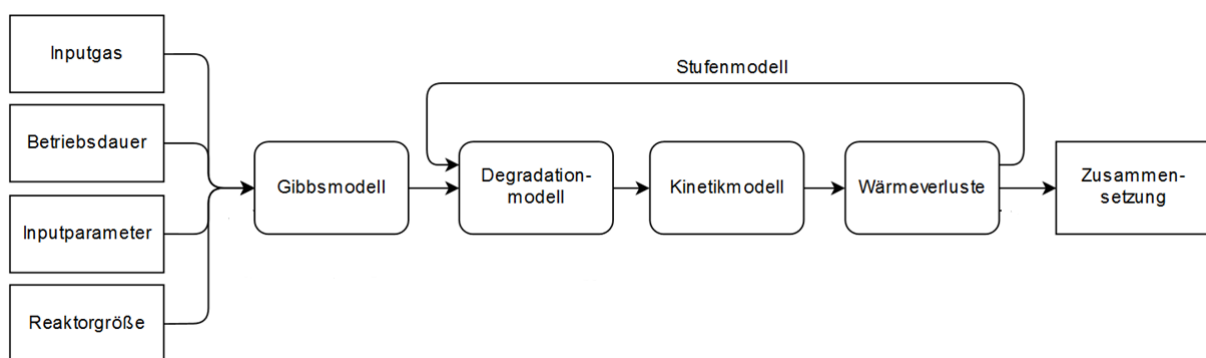 Inputgas
Betriebsdauer
Inputparameter
Reaktorgröße
Gibbsmodell
Stufenmodell
Degradation-
modell
Kinetikmodell
Wärmeverluste
Zusammen-
setzung